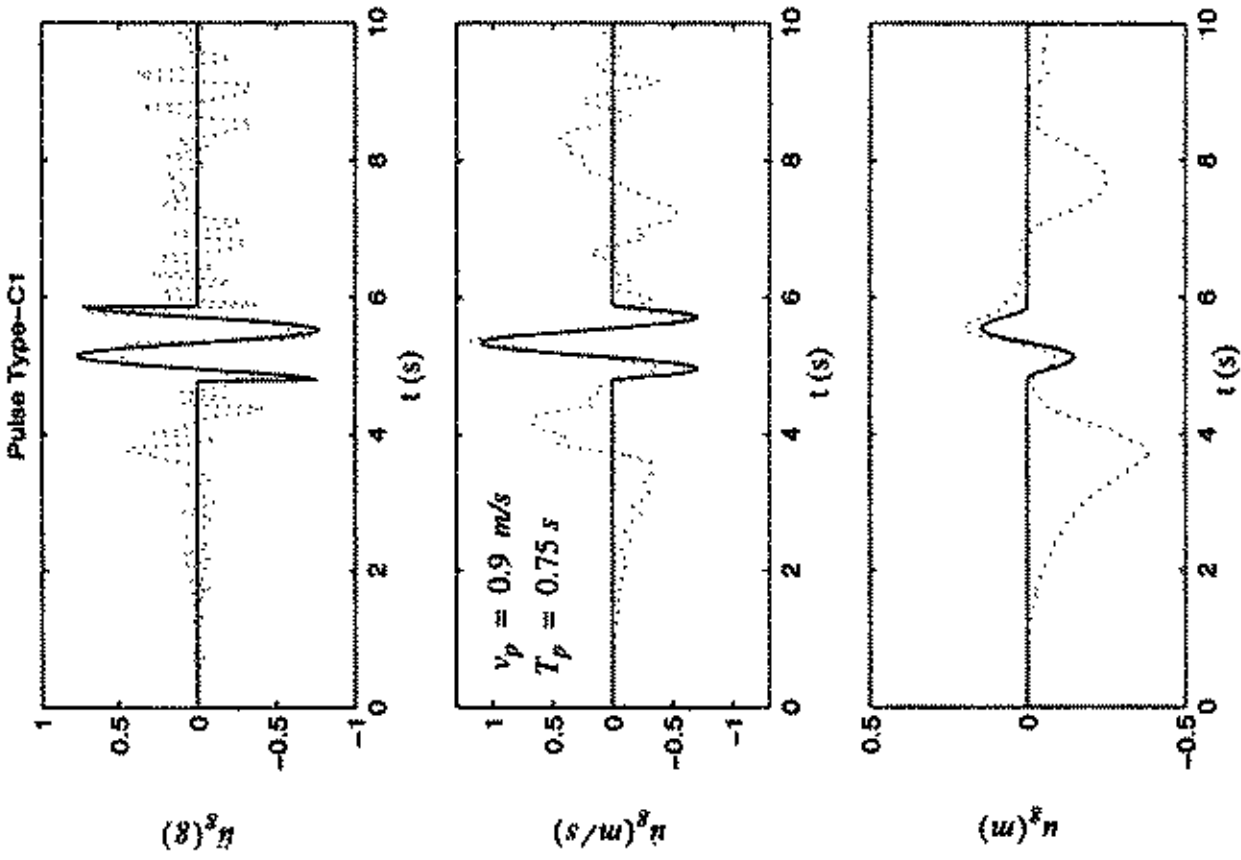 Pulse Type-C1
1
0.5
0
-0.5
-1
0 2 4 6 8 10
t (s)
ü_g (g)
1
0.5
0
-0.5
-1
0 2 4 6 8 10
t (s)
u̇_g (m/s)
v_p = 0.9 m/s
T_p = 0.75 s
0.5
0
-0.5
0 2 4 6 8 10
t (s)
u_g (m)